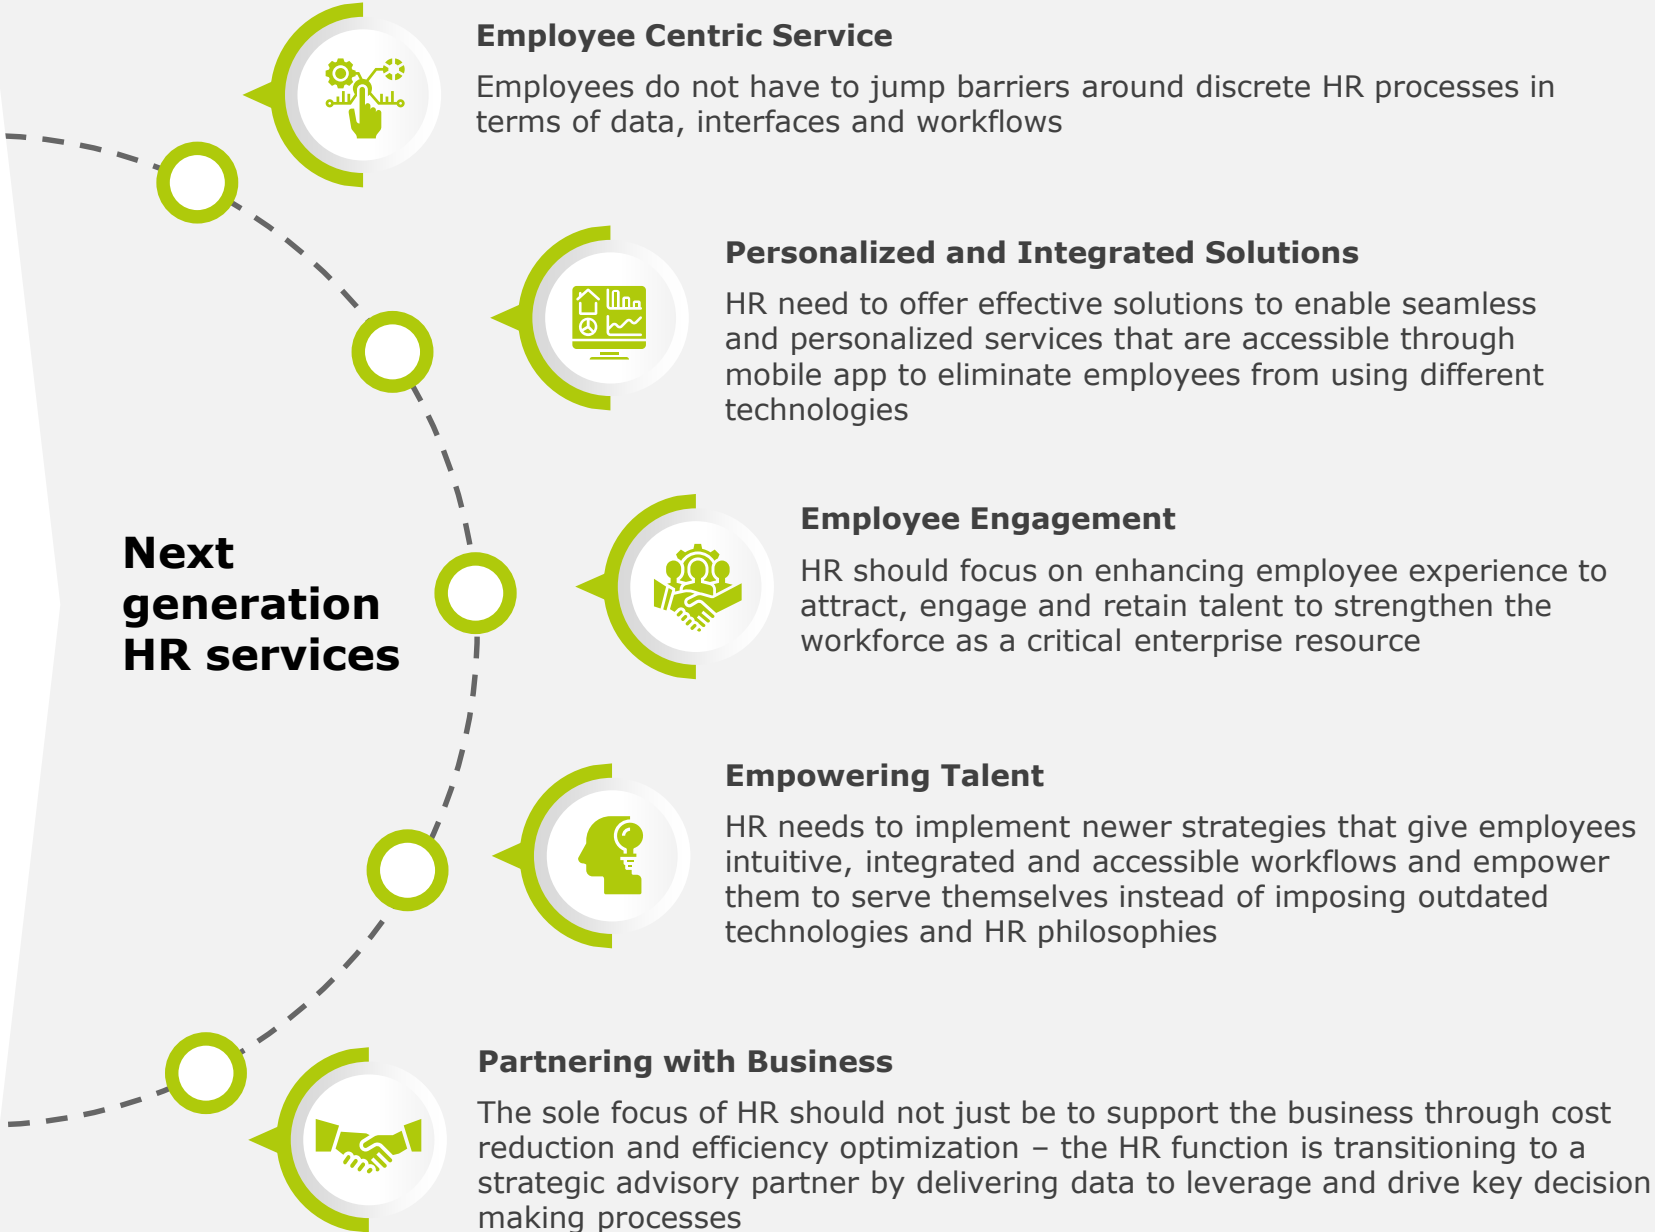 Employee Centric Service
Employees do not have to jump barriers around discrete HR processes in
terms of data, interfaces and workflows
Personalized and Integrated Solutions
HR need to offer effective solutions to enable seamless
and personalized services that are accessible through
mobile app to eliminate employees from using different
technologies
Next
generation
HR services
Employee Engagement
HR should focus on enhancing employee experience to
attract, engage and retain talent to strengthen the
workforce as a critical enterprise resource
Empowering Talent
HR needs to implement newer strategies that give employees
intuitive, integrated and accessible workflows and empower
them to serve themselves instead of imposing outdated
technologies and HR philosophies
Partnering with Business
The sole focus of HR should not just be to support the business through cost
reduction and efficiency optimization – the HR function is transitioning to a
strategic advisory partner by delivering data to leverage and drive key decision
making processes